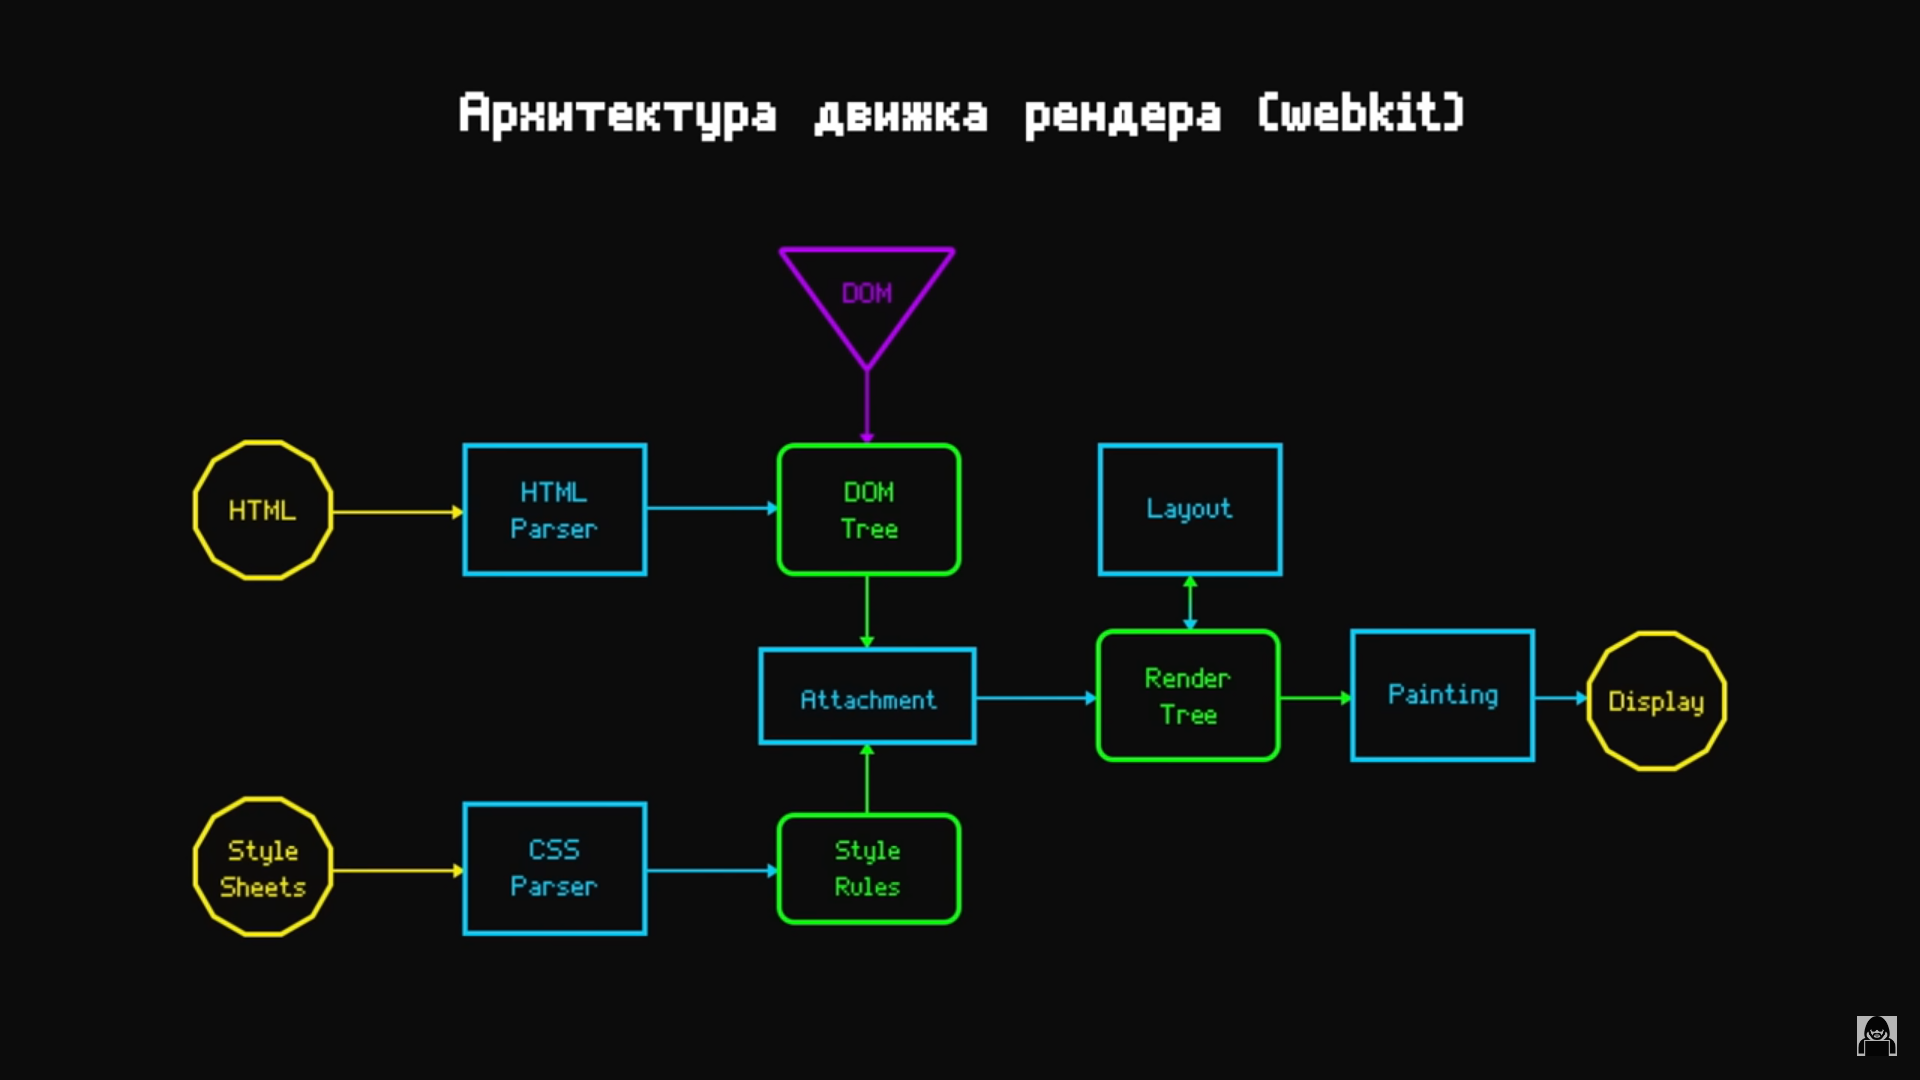 Архитектура движка рендера (webkit)
DOM
HTML
HTML
Parser
DOM
Tree
Layout
Attachment
Render
Tree
Painting
Display
Style
Sheets
CSS
Parser
Style
Rules